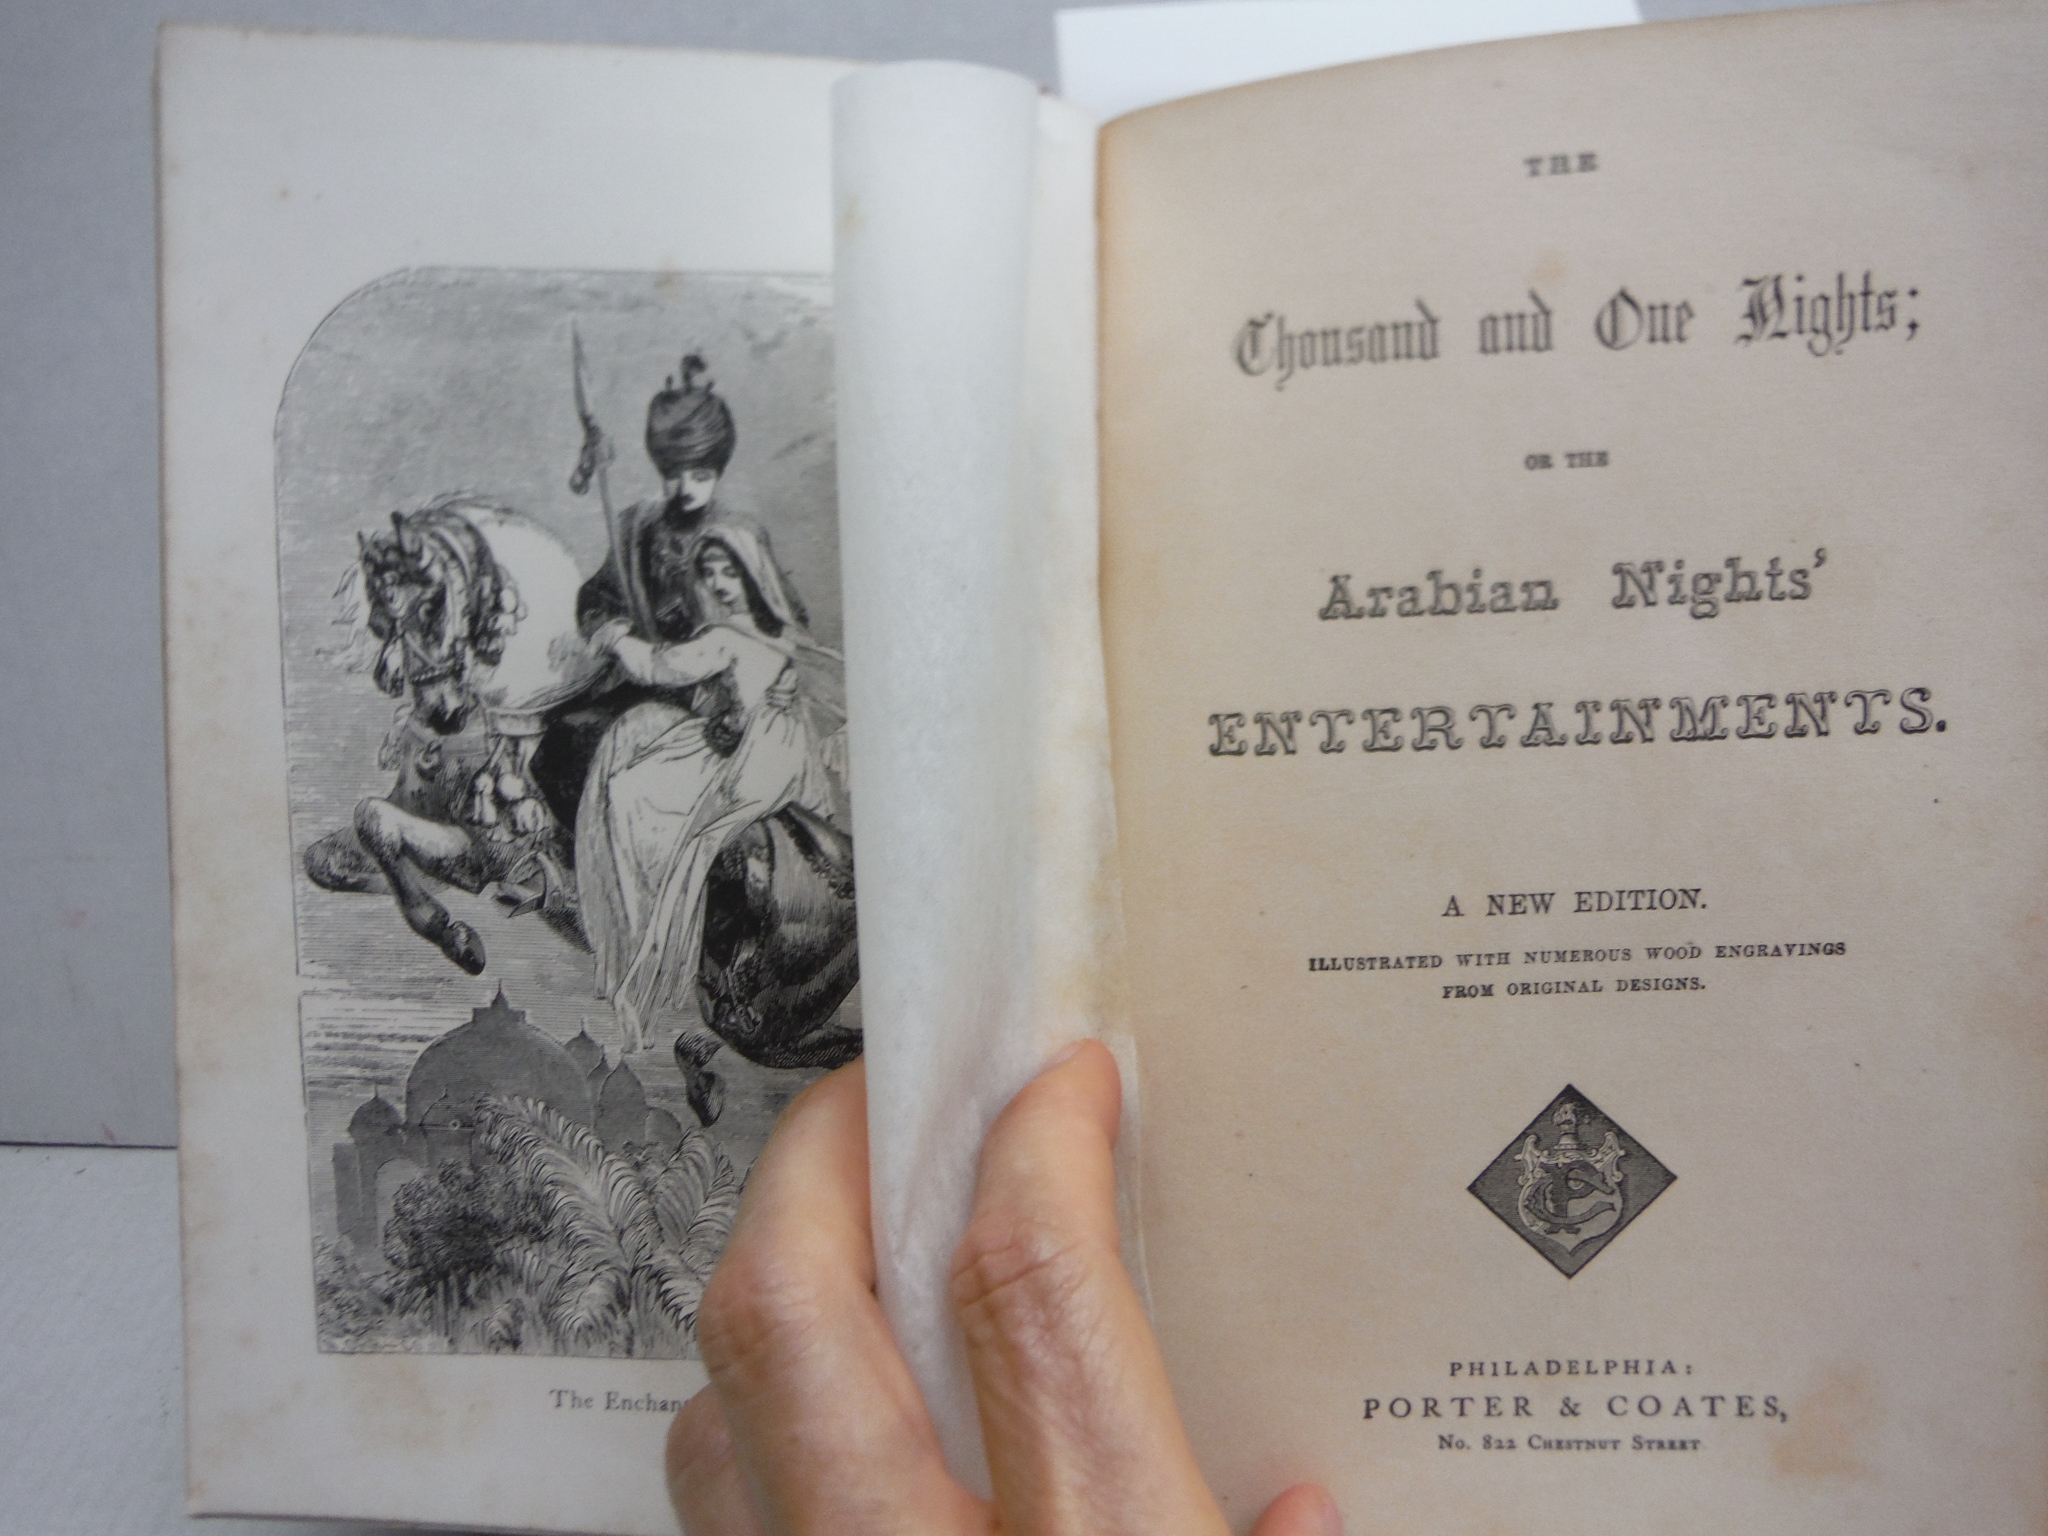 The
THE
Thousand and One Nights;
OR THE
Arabian Nights'
ENTERTAINMENTS.
A NEW EDITION.
ILLUSTRATED WITH NUMEROUS WOOD ENGRAVINGS
FROM ORIGINAL DESIGNS.
PHILADELPHIA:
PORTER & COATES,
No. 822 Chestnut Street